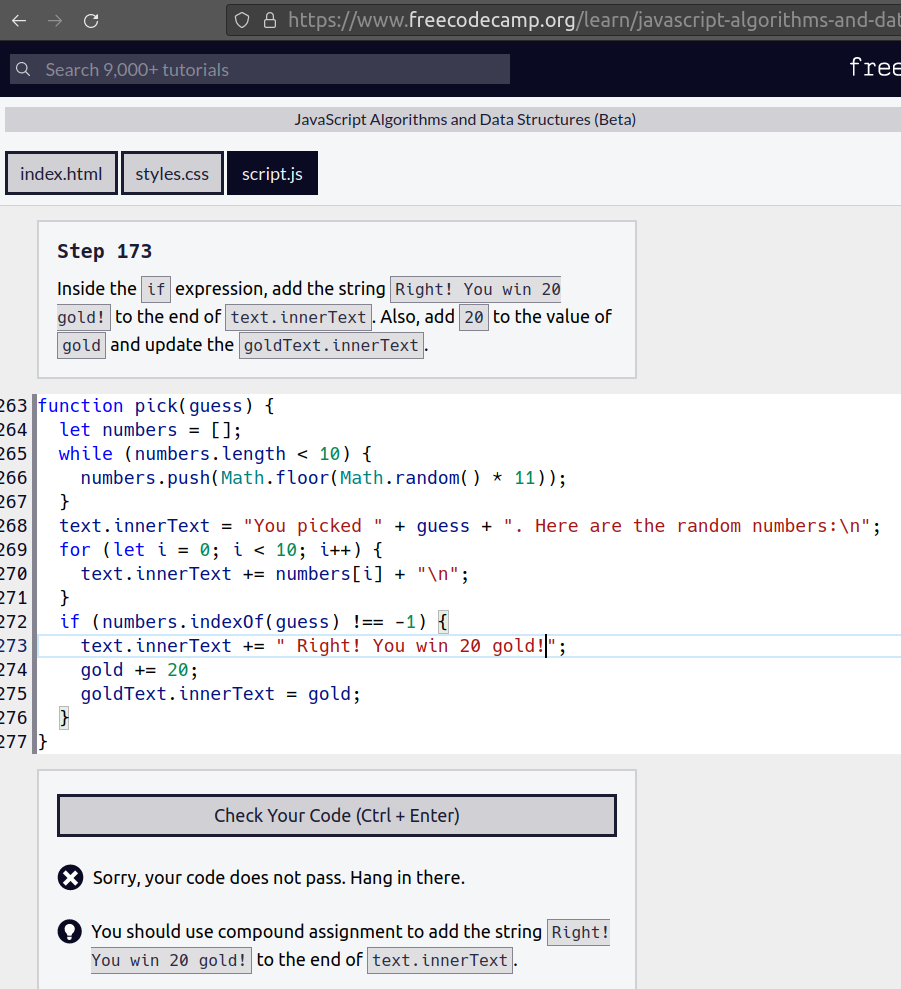 https://www.freecodecamp.org/learn/javascript-algorithms-and-dat
Search 9,000+ tutorials
free
JavaScript Algorithms and Data Structures (Beta)
index.html styles.css script.js
Step 173
Inside the if expression, add the string Right! You win 20
gold! to the end of text.innerText. Also, add 20 to the value of
gold and update the goldText.innerText.
263 function pick(guess) {
264 let numbers = [];
265 while (numbers.length < 10) {
266 numbers.push(Math.floor(Math.random() * 11));
267 }
268 text.innerText = "You picked " + guess + ". Here are the random numbers:\n";
269 for (let i = 0; i < 10; i++) {
270 text.innerText += numbers[i] + "\n";
271 }
272 if (numbers.indexOf(guess) !== -1) {
273 text.innerText += " Right! You win 20 gold!";
274 gold += 20;
275 goldText.innerText = gold;
276 }
277 }
Check Your Code (Ctrl + Enter)
Sorry, your code does not pass. Hang in there.
You should use compound assignment to add the string Right!
You win 20 gold! to the end of text.innerText.